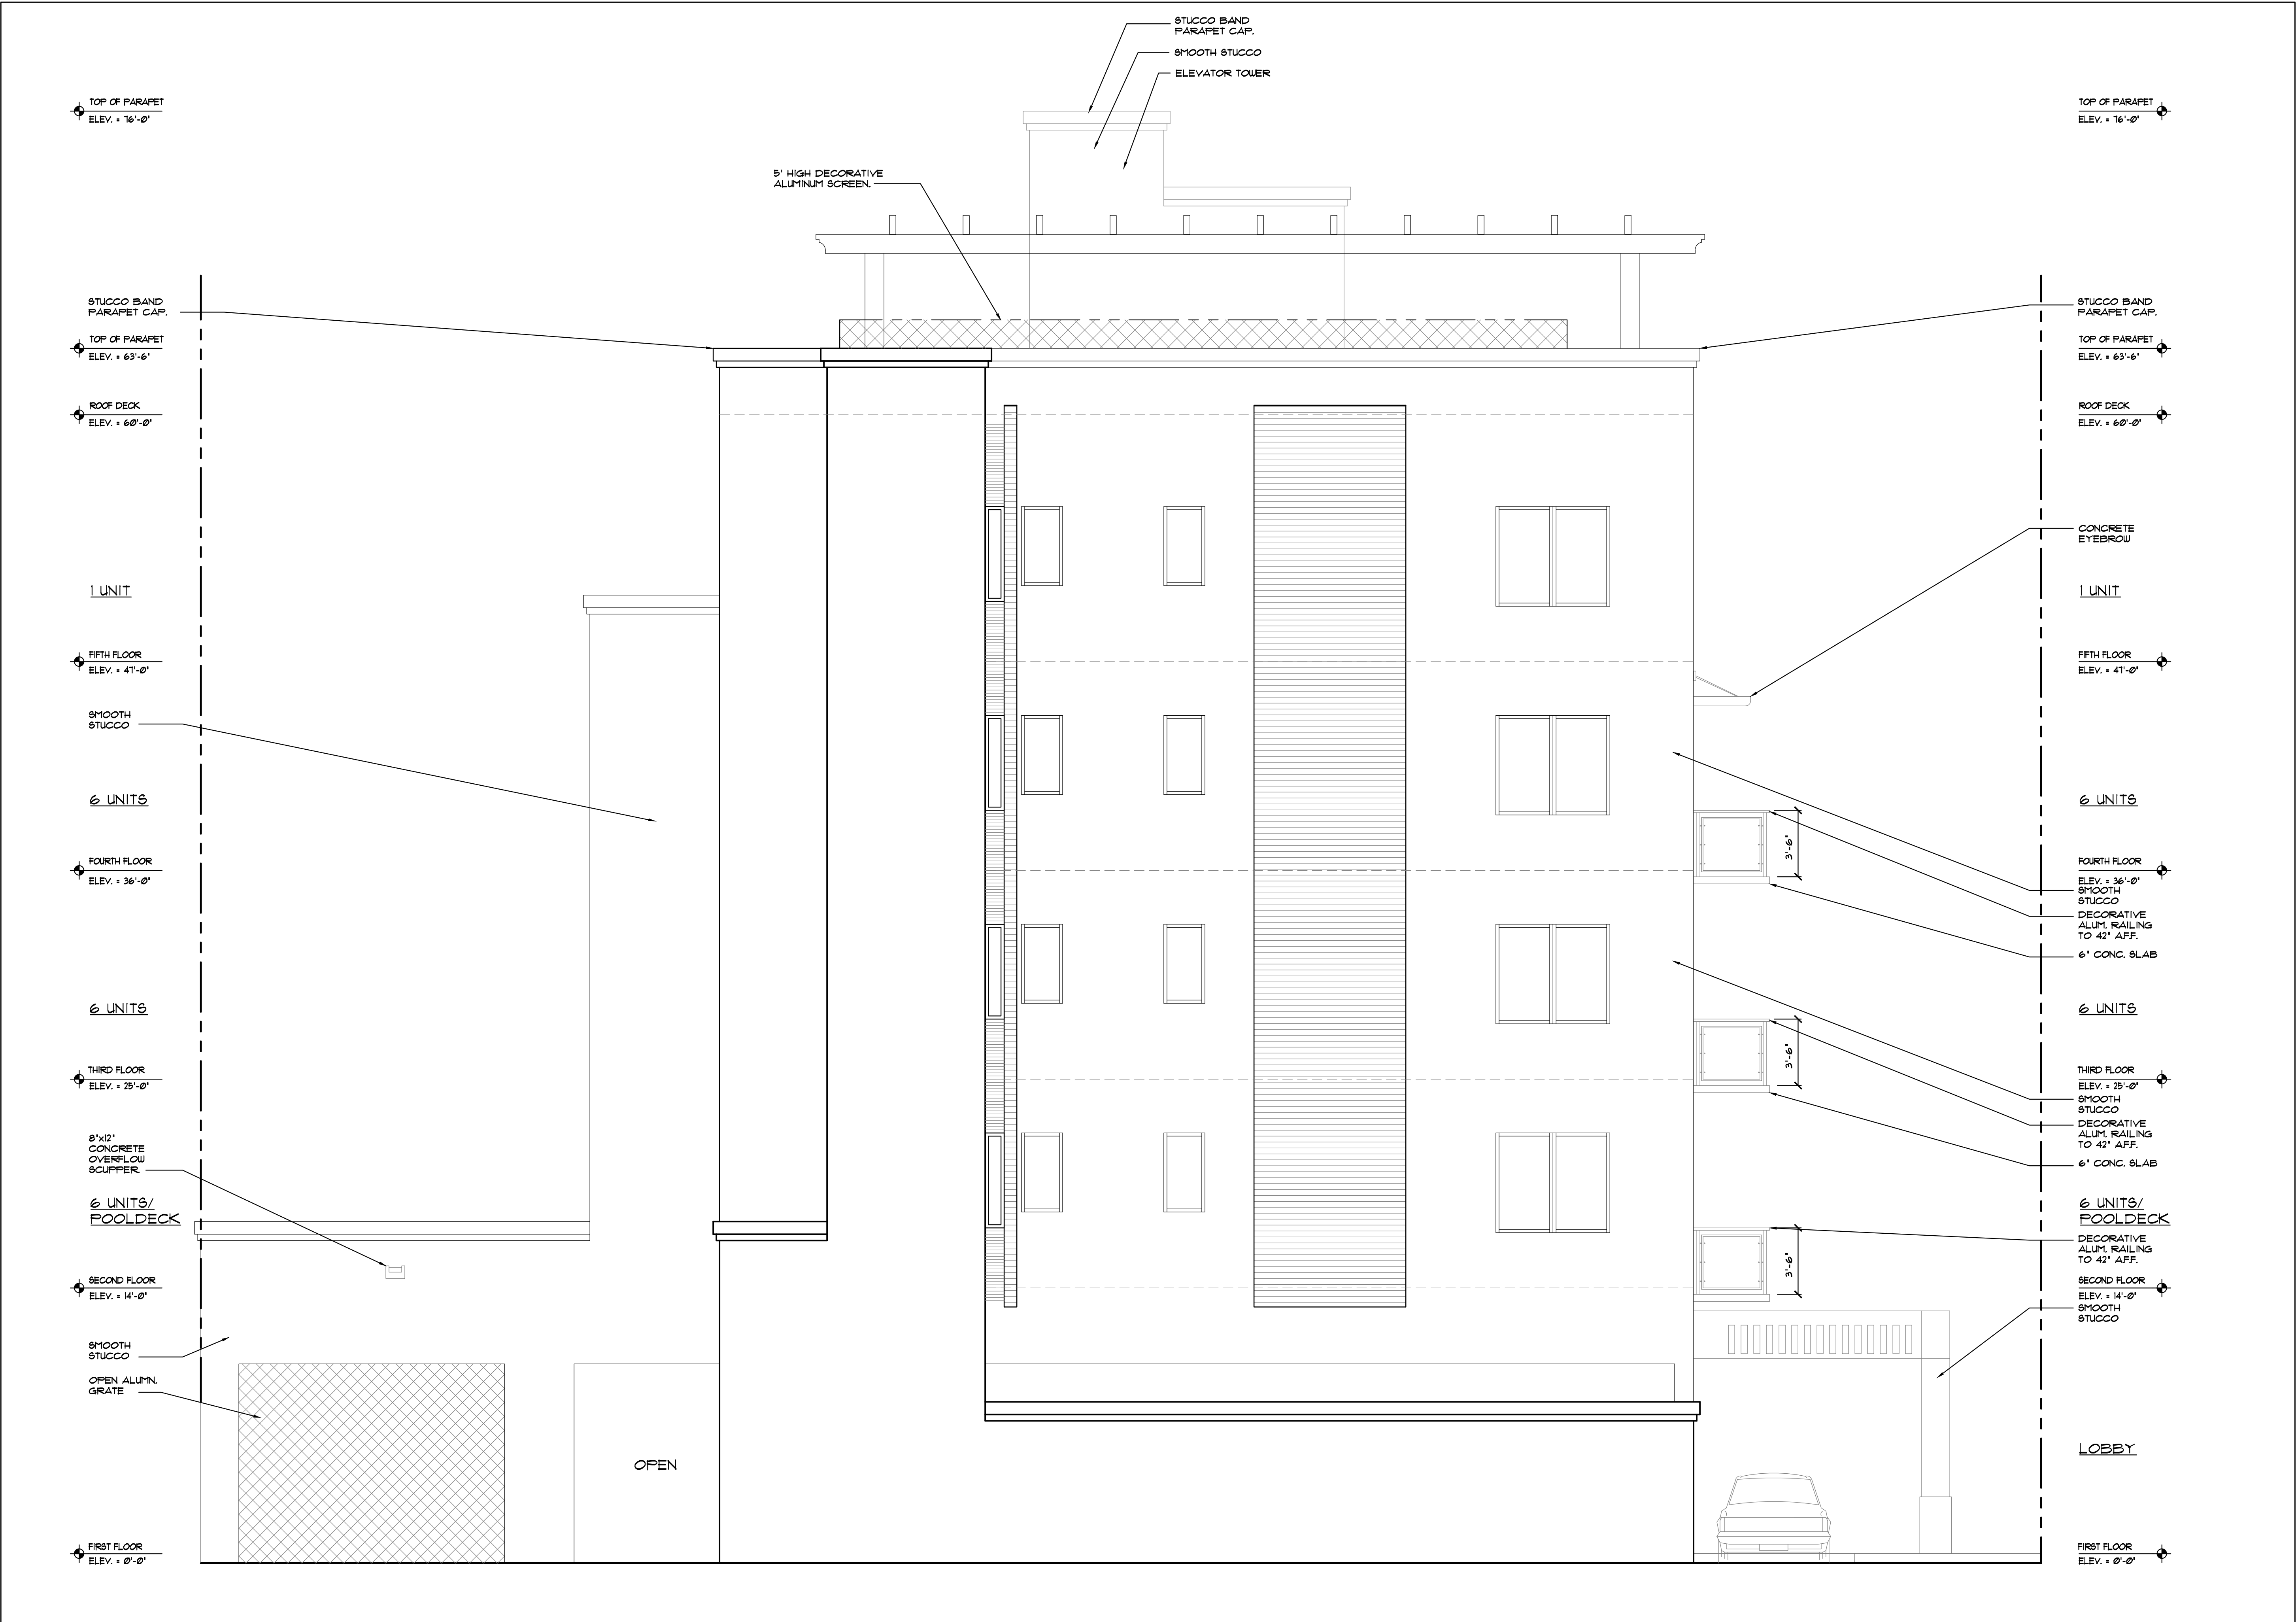 STUCCO BAND
PARAPET CAP.
SMOOTH STUCCO
ELEVATOR TOWER
5' HIGH DECORATIVE
ALUMINUM SCREEN.
TOP OF PARAPET
ELEV. = 76'-0"
STUCCO BAND
PARAPET CAP.
TOP OF PARAPET
ELEV. = 63'-6"
ROOF DECK
ELEV. = 60'-0"
1 UNIT
FIFTH FLOOR
ELEV. = 47'-0"
SMOOTH
STUCCO
6 UNITS
FOURTH FLOOR
ELEV. = 36'-0"
6 UNITS
THIRD FLOOR
ELEV. = 25'-0"
8"x12"
CONCRETE
OVERFLOW
SCUPPER.
6 UNITS/
POOLDECK
SECOND FLOOR
ELEV. = 14'-0"
SMOOTH
STUCCO
OPEN ALUMN.
GRATE
FIRST FLOOR
ELEV. = 0'-0"
OPEN
3'-6"
3'-6"
3'-6"
TOP OF PARAPET
ELEV. = 76'-0"
STUCCO BAND
PARAPET CAP.
TOP OF PARAPET
ELEV. = 63'-6"
ROOF DECK
ELEV. = 60'-0"
CONCRETE
EYEBROW
1 UNIT
FIFTH FLOOR
ELEV. = 47'-0"
6 UNITS
FOURTH FLOOR
ELEV. = 36'-0"
SMOOTH
STUCCO
DECORATIVE
ALUM. RAILING
TO 42" A.F.F.
6" CONC. SLAB
6 UNITS
THIRD FLOOR
ELEV. = 25'-0"
SMOOTH
STUCCO
DECORATIVE
ALUM. RAILING
TO 42" A.F.F.
6" CONC. SLAB
6 UNITS/
POOLDECK
DECORATIVE
ALUM. RAILING
TO 42" A.F.F.
SECOND FLOOR
ELEV. = 14'-0"
SMOOTH
STUCCO
LOBBY
FIRST FLOOR
ELEV. = 0'-0"